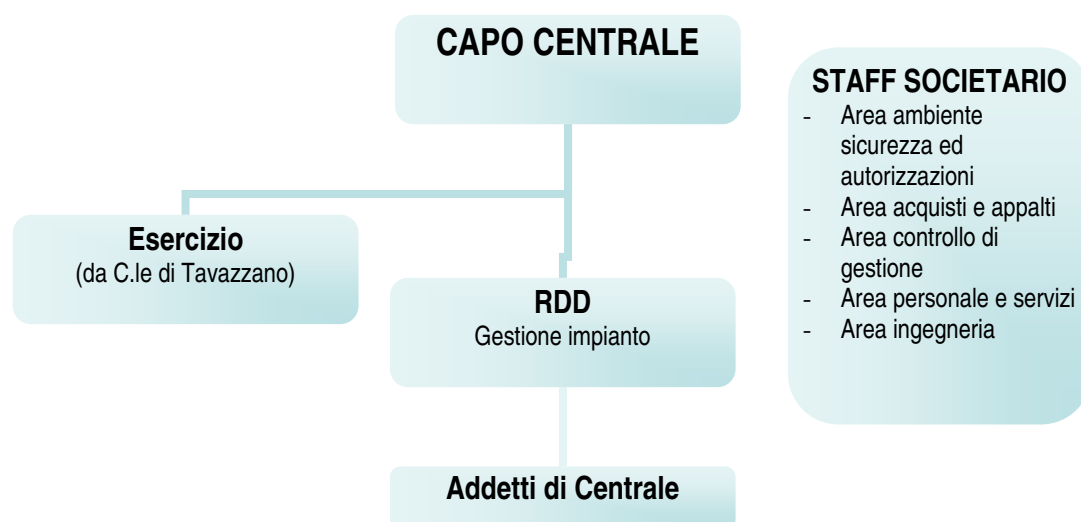 CAPO CENTRALE
STAFF SOCIETARIO
- Area ambiente
sicurezza ed
autorizzazioni
- Area acquisti e appalti
- Area controllo di
gestione
- Area personale e servizi
- Area ingegneria
Esercizio
(da C.le di Tavazzano)
RDD
Gestione impianto
Addetti di Centrale